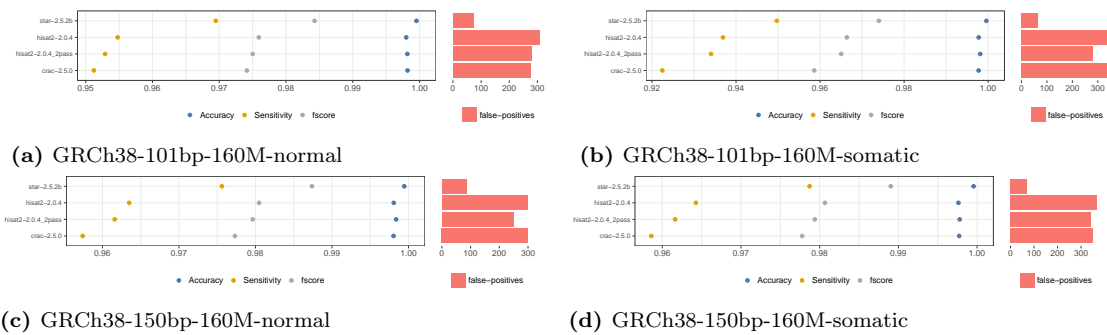 star−2.5.2b
hisat2−2.0.4
hisat2−2.0.4_2pass
crac−2.5.0
0.95 0.96 0.97 0.98 0.99 1.00
0 100 200 300
Accuracy Sensitivity fscore
false−positives
(a) GRCh38-101bp-160M-normal
star−2.5.2b
hisat2−2.0.4
hisat2−2.0.4_2pass
crac−2.5.0
0.92 0.94 0.96 0.98 1.00
0 100 200 300
Accuracy Sensitivity fscore
false−positives
(b) GRCh38-101bp-160M-somatic
star−2.5.2b
hisat2−2.0.4
hisat2−2.0.4_2pass
crac−2.5.0
0.96 0.97 0.98 0.99 1.00
0 100 200 300
Accuracy Sensitivity fscore
false−positives
(c) GRCh38-150bp-160M-normal
star−2.5.2b
hisat2−2.0.4
hisat2−2.0.4_2pass
crac−2.5.0
0.96 0.97 0.98 0.99 1.00
0 100 200 300
Accuracy Sensitivity fscore
false−positives
(d) GRCh38-150bp-160M-somatic